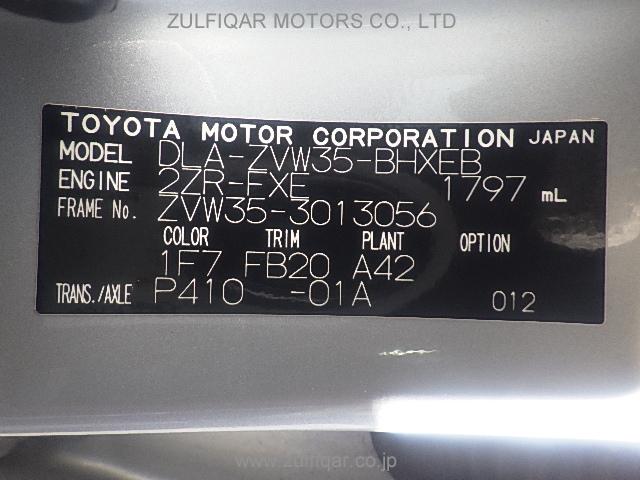 ZULFIQAR MOTORS CO., LTD
TOYOTA MOTOR CORPORATION JAPAN
MODEL DLA-ZVW35-BHXEB
ENGINE 2ZR-FXE 1797 mL
FRAME No. ZVW35-3013056
COLOR TRIM PLANT OPTION
1F7 FB20 A42
TRANS./AXLE P410 -01A 012
www.zulfiqar.co.jp